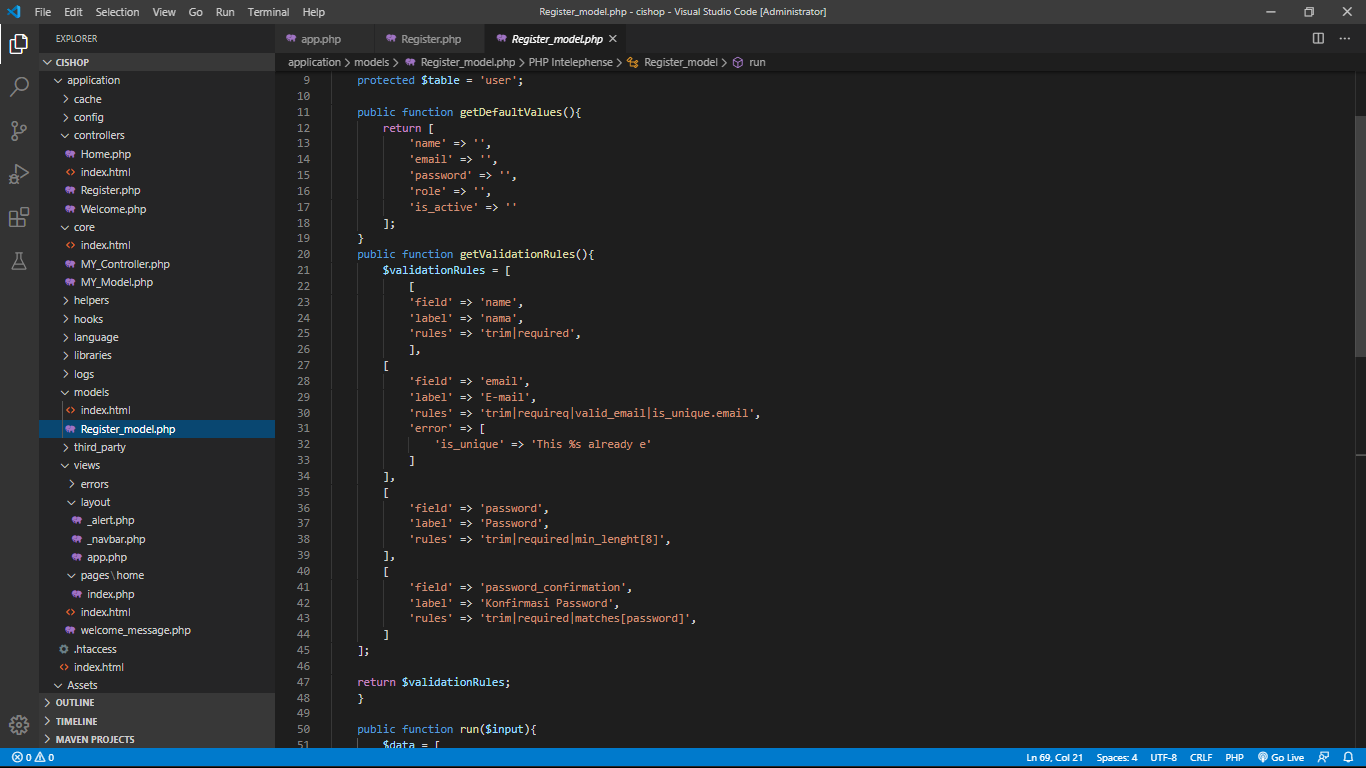 File Edit Selection View Go Run Terminal Help
Register_model.php - cishop - Visual Studio Code [Administrator]
EXPLORER
CISHOP
application
cache
config
controllers
Home.php
index.html
Register.php
Welcome.php
core
index.html
MY_Controller.php
MY_Model.php
helpers
hooks
language
libraries
logs
models
index.html
Register_model.php
third_party
views
errors
layout
_alert.php
_navbar.php
app.php
pages\home
index.php
index.html
welcome_message.php
.htaccess
index.html
Assets
OUTLINE
TIMELINE
MAVEN PROJECTS
app.php Register.php Register_model.php
application > models > Register_model.php > PHP Intelephense > Register_model > run
9 protected $table = 'user';
10
11 public function getDefaultValues(){
12 return [
13 'name' => '',
14 'email' => '',
15 'password' => '',
16 'role' => '',
17 'is_active' => ''
18 ];
19 }
20 public function getValidationRules(){
21 $validationRules = [
22 [
23 'field' => 'name',
24 'label' => 'nama',
25 'rules' => 'trim|required',
26 ],
27 [
28 'field' => 'email',
29 'label' => 'E-mail',
30 'rules' => 'trim|requireq|valid_email|is_unique.email',
31 'error' => [
32 'is_unique' => 'This %s already e'
33 ]
34 ],
35 [
36 'field' => 'password',
37 'label' => 'Password',
38 'rules' => 'trim|required|min_lenght[8]',
39 ],
40 [
41 'field' => 'password_confirmation',
42 'label' => 'Konfirmasi Password',
43 'rules' => 'trim|required|matches[password]',
44 ]
45 ];
46
47 return $validationRules;
48 }
49
50 public function run($input){
51 $data = [
0 0 Ln 69, Col 21 Spaces: 4 UTF-8 CRLF PHP Go Live